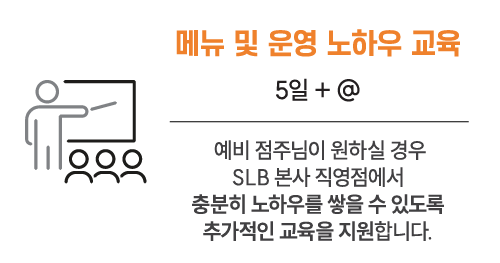 메뉴 및 운영 노하우 교육
5일 + @
예비 점주님이 원하실 경우
SLB 본사 직영점에서
충분히 노하우를 쌓을 수 있도록
추가적인 교육을 지원합니다.